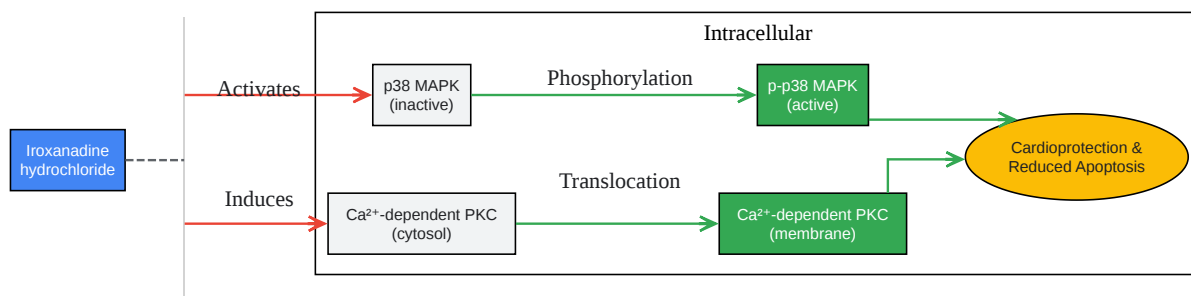 Intracellular
Activates
p38 MAPK
(inactive)
Phosphorylation
p-p38 MAPK
(active)
Iroxanadine
hydrochloride
Cardioprotection &
Reduced Apoptosis
Induces
Ca²⁺-dependent PKC
(cytosol)
Translocation
Ca²⁺-dependent PKC
(membrane)